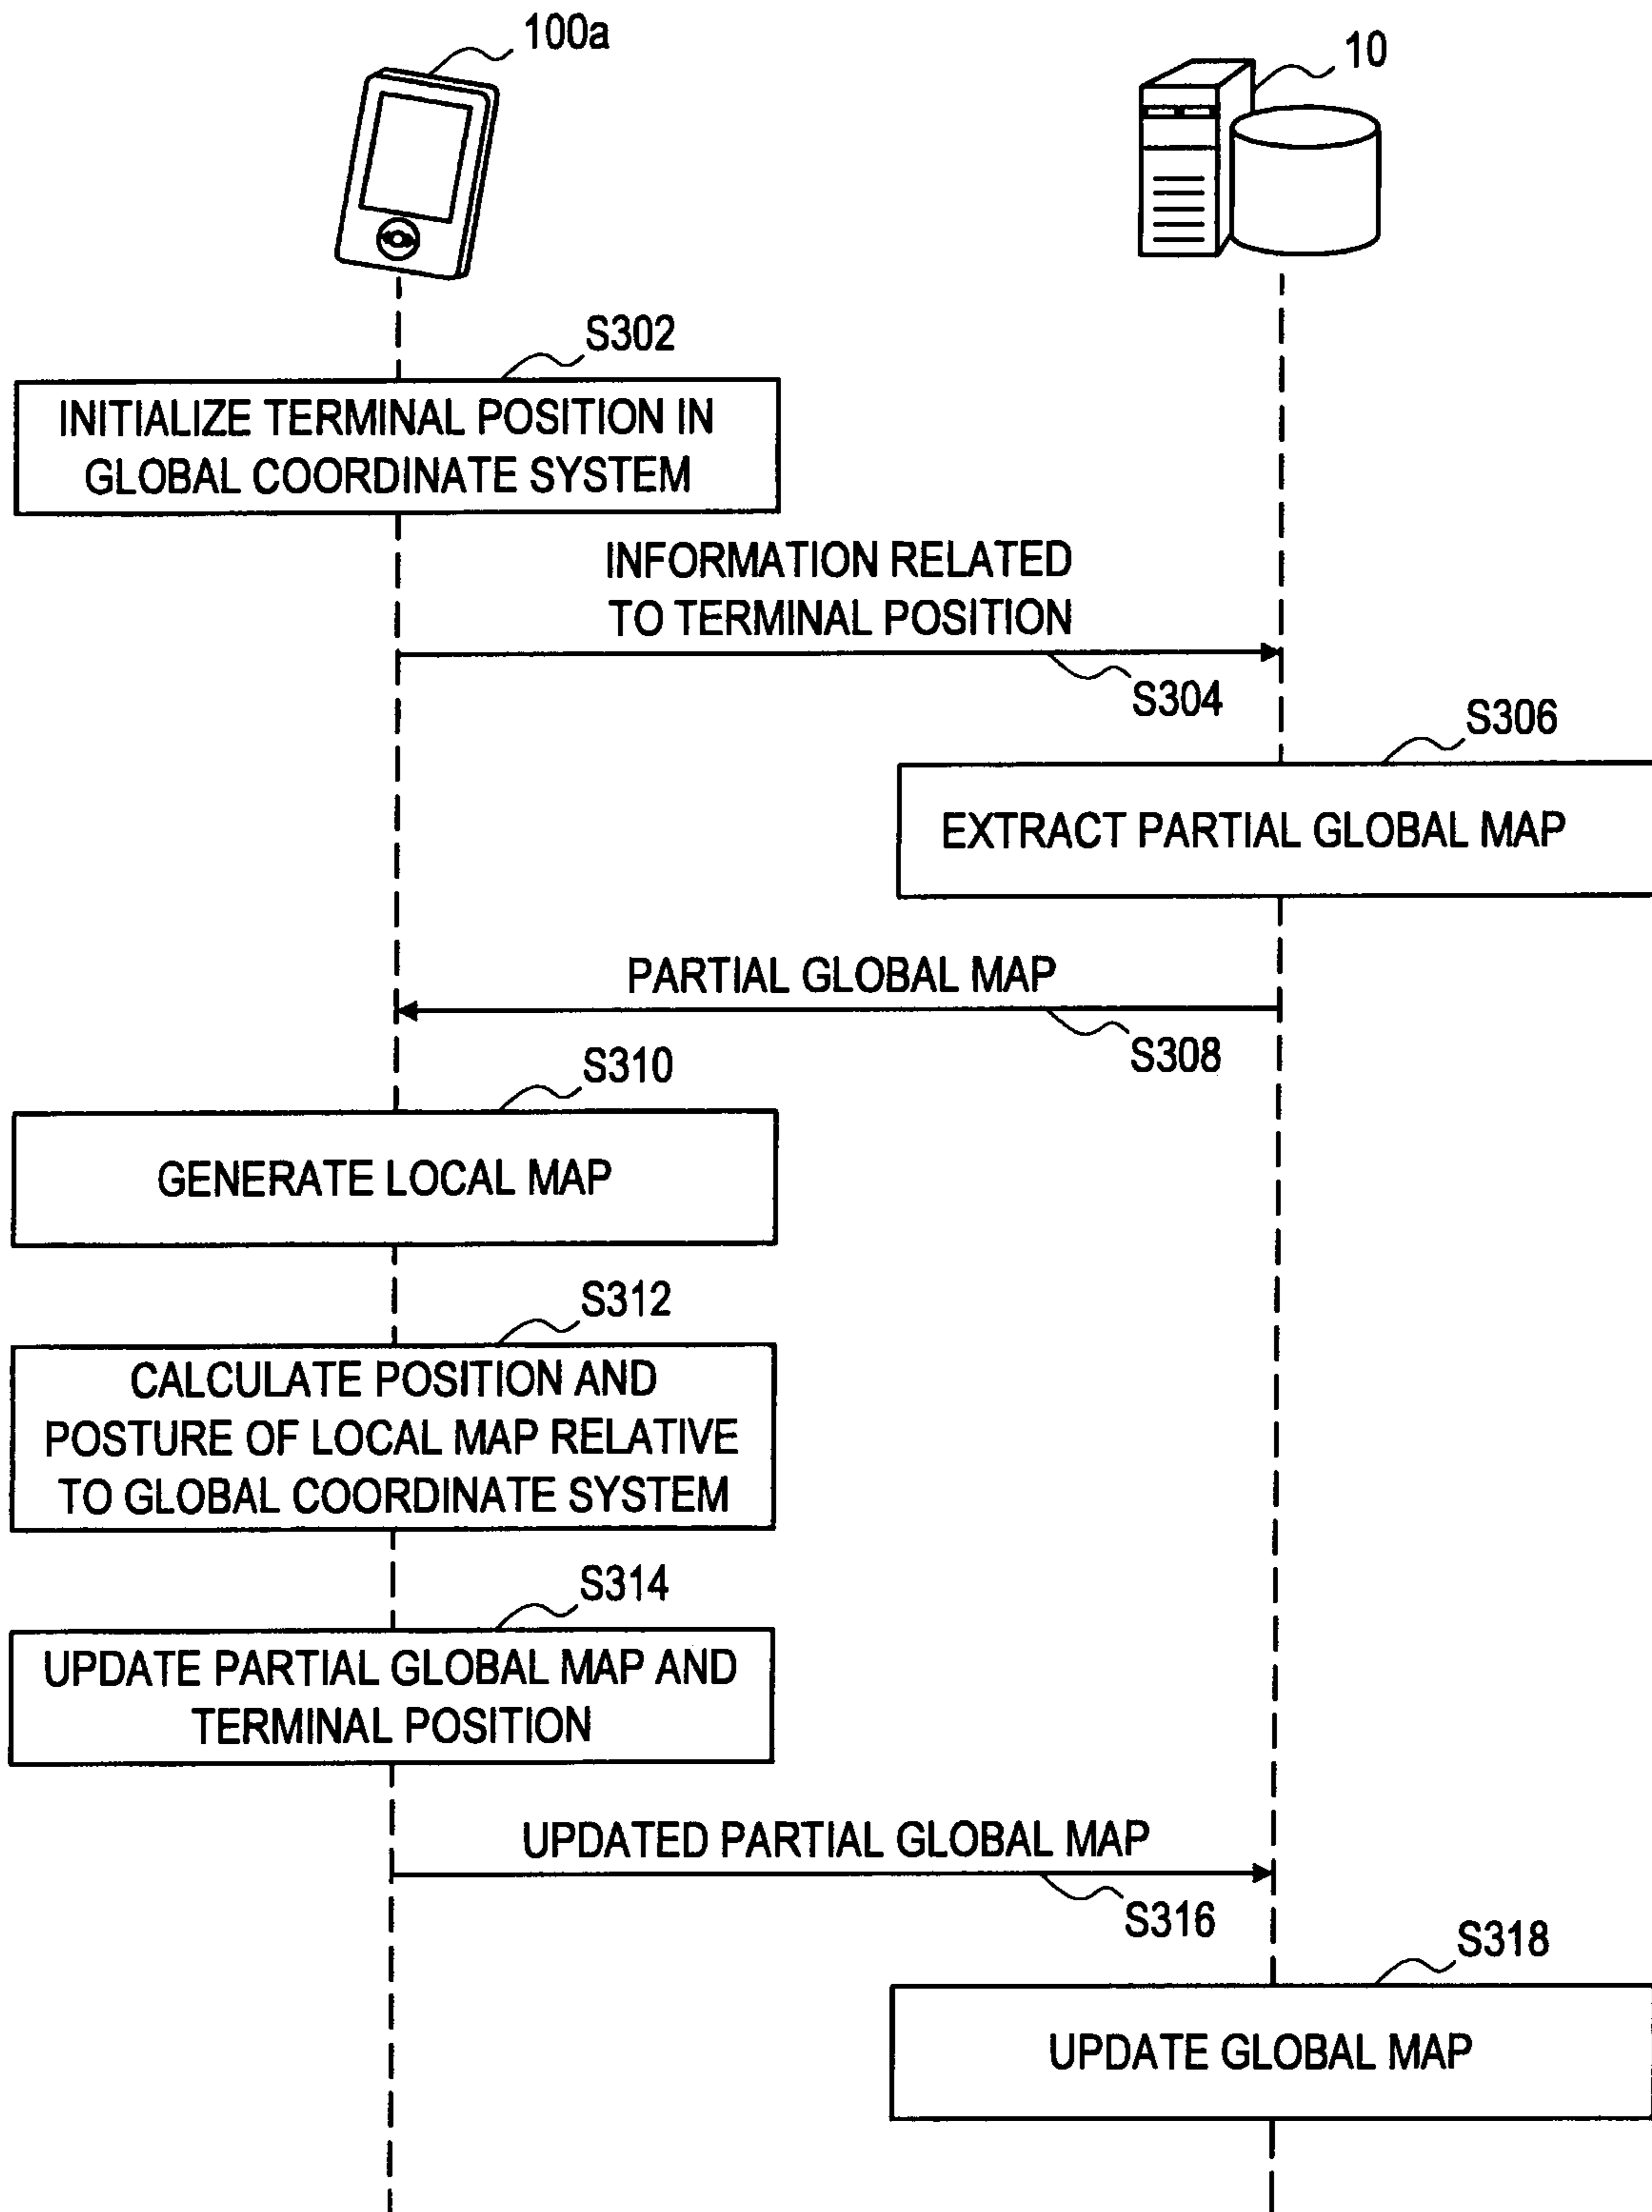 100a
10
S302
INITIALIZE TERMINAL POSITION IN
GLOBAL COORDINATE SYSTEM
INFORMATION RELATED
TO TERMINAL POSITION
S304
S306
EXTRACT PARTIAL GLOBAL MAP
PARTIAL GLOBAL MAP
S308
S310
GENERATE LOCAL MAP
S312
CALCULATE POSITION AND
POSTURE OF LOCAL MAP RELATIVE
TO GLOBAL COORDINATE SYSTEM
S314
UPDATE PARTIAL GLOBAL MAP AND
TERMINAL POSITION
UPDATED PARTIAL GLOBAL MAP
S316
S318
UPDATE GLOBAL MAP